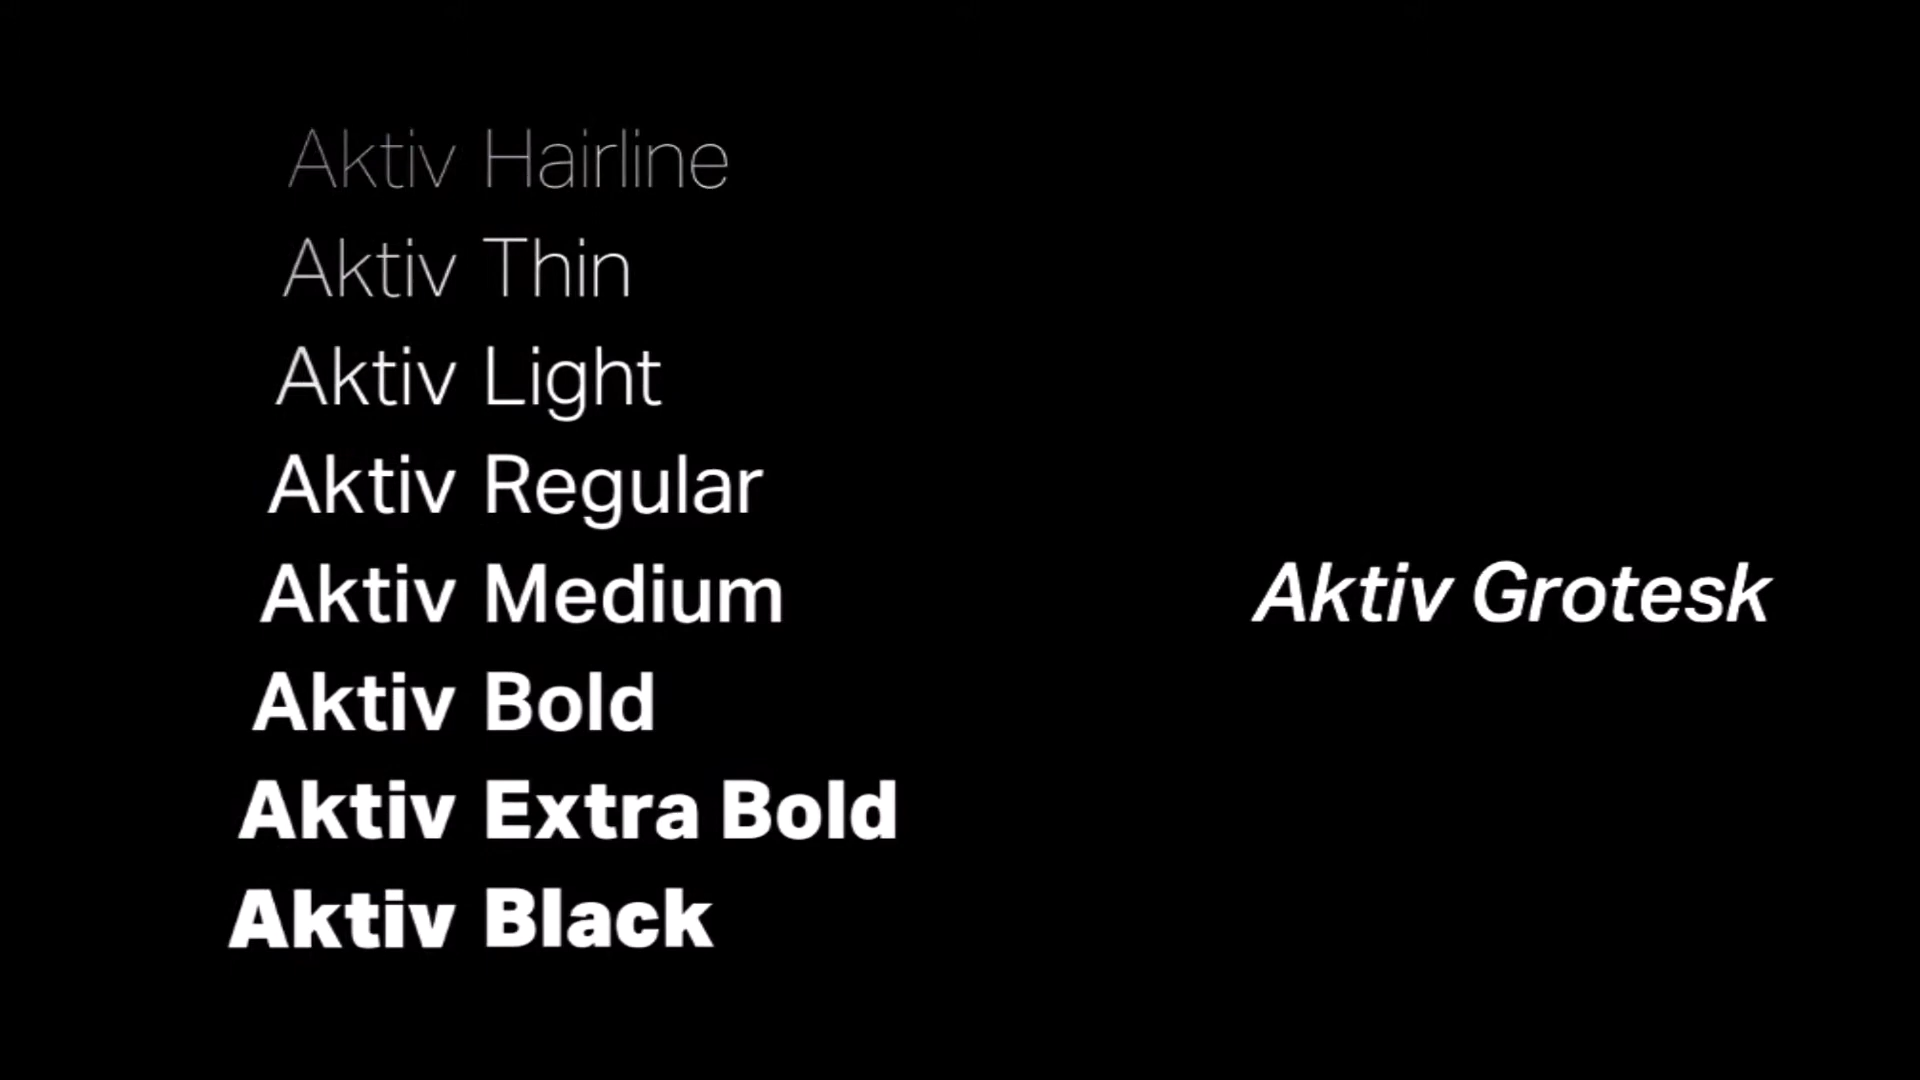 Aktiv Hairline
Aktiv Thin
Aktiv Light
Aktiv Regular
Aktiv Medium
Aktiv Bold
Aktiv Extra Bold
Aktiv Black
Aktiv Grotesk